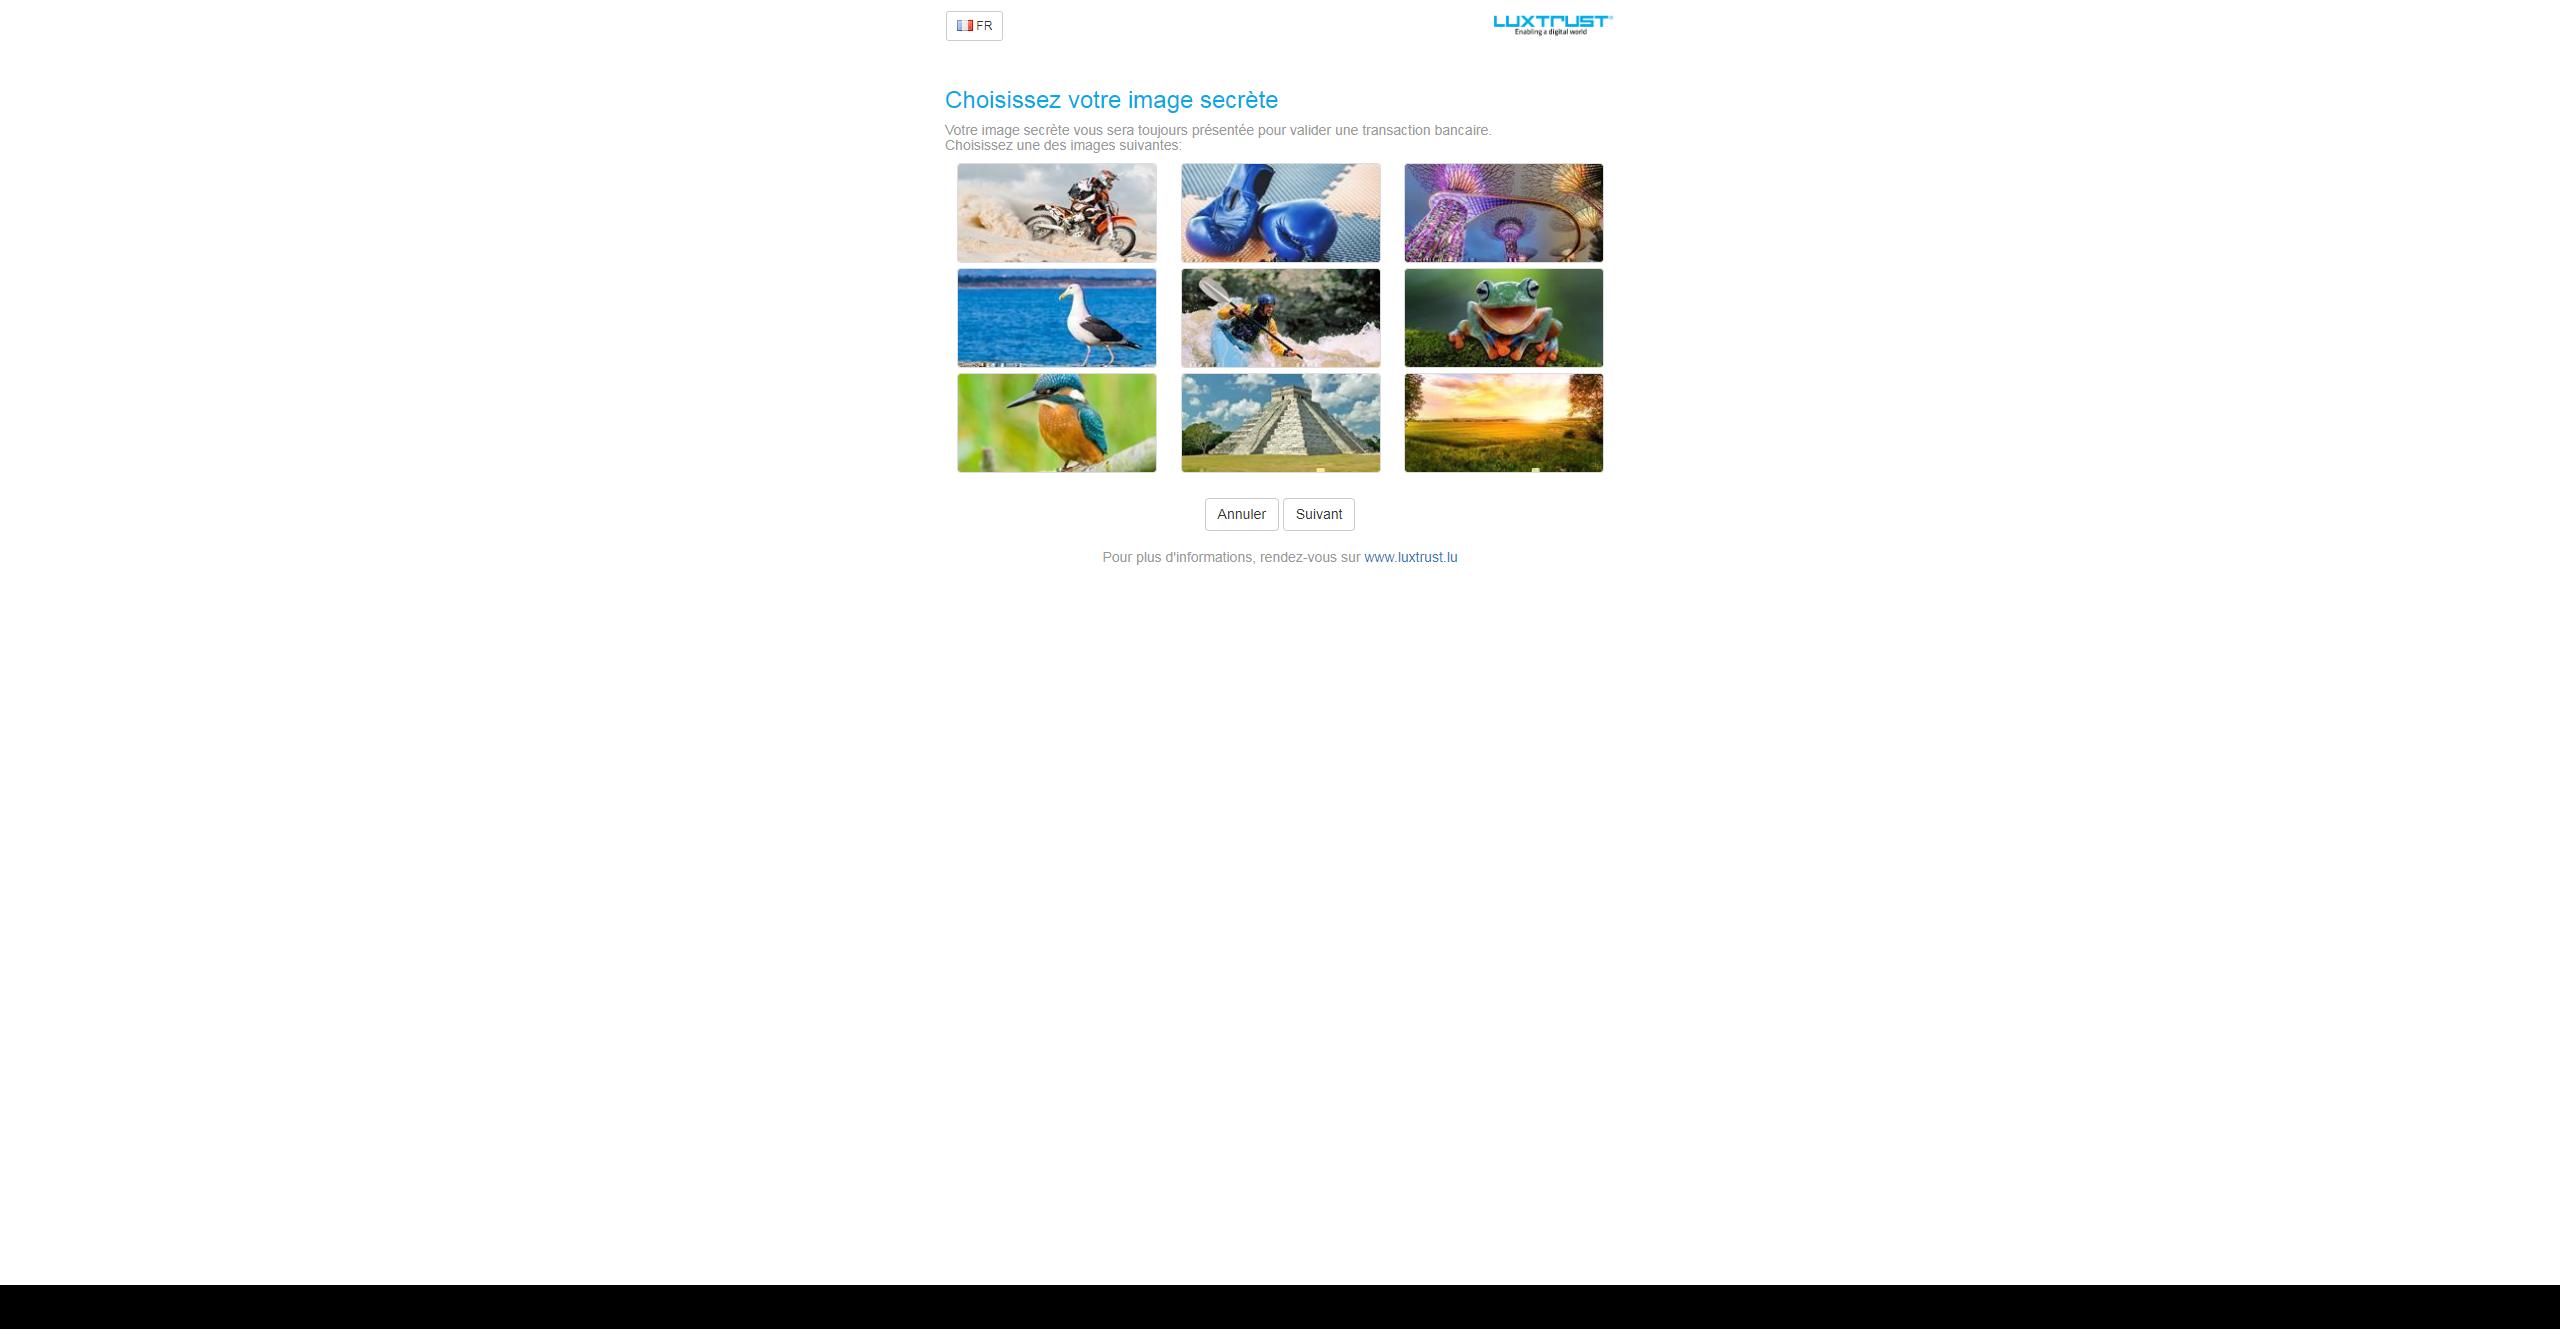 FR
LUXTRUST
Enabling a digital world
Choisissez votre image secrète
Votre image secrète vous sera toujours présentée pour valider une transaction bancaire.
Choisissez une des images suivantes:
Annuler Suivant
Pour plus d'informations, rendez-vous sur www.luxtrust.lu